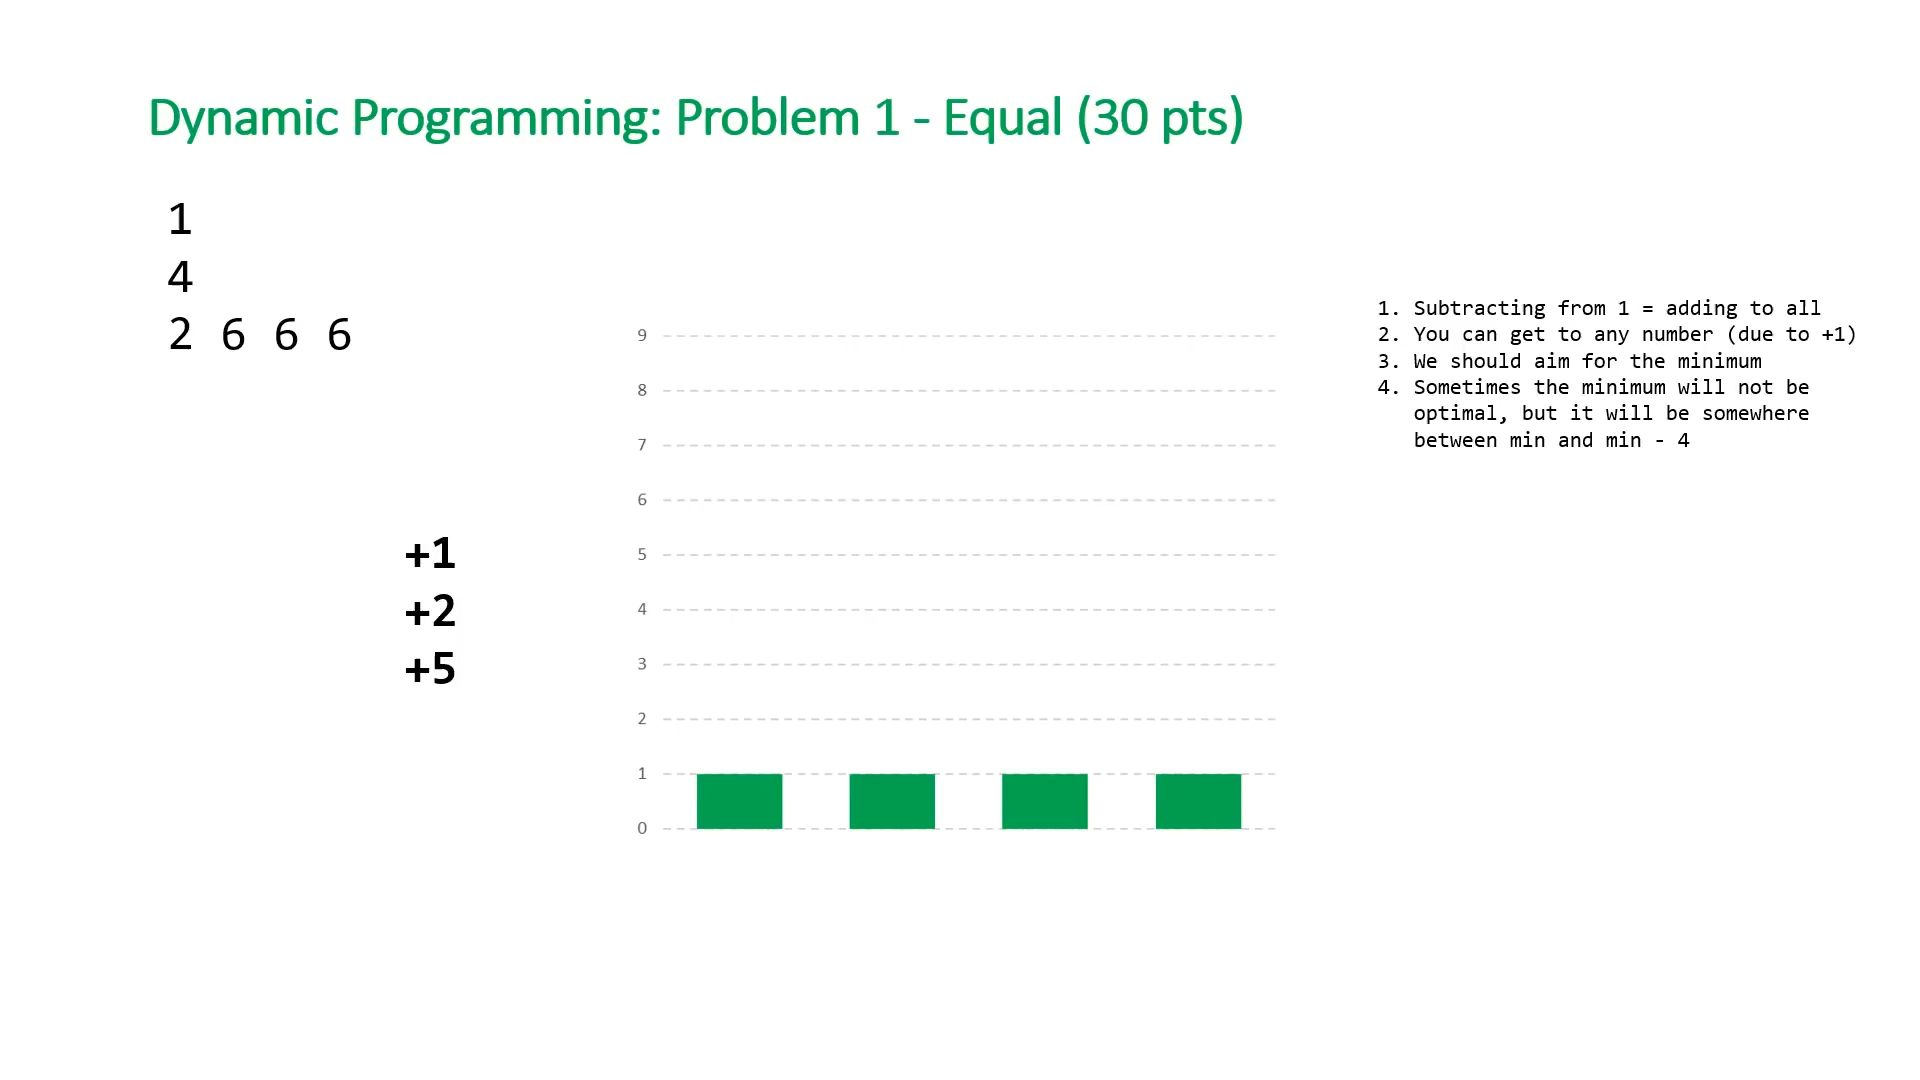 Dynamic Programming: Problem 1 - Equal (30 pts)
1
4
2 6 6 6
+1
+2
+5
9
8
7
6
5
4
3
2
1
0
1. Subtracting from 1 = adding to all
2. You can get to any number (due to +1)
3. We should aim for the minimum
4. Sometimes the minimum will not be
optimal, but it will be somewhere
between min and min - 4